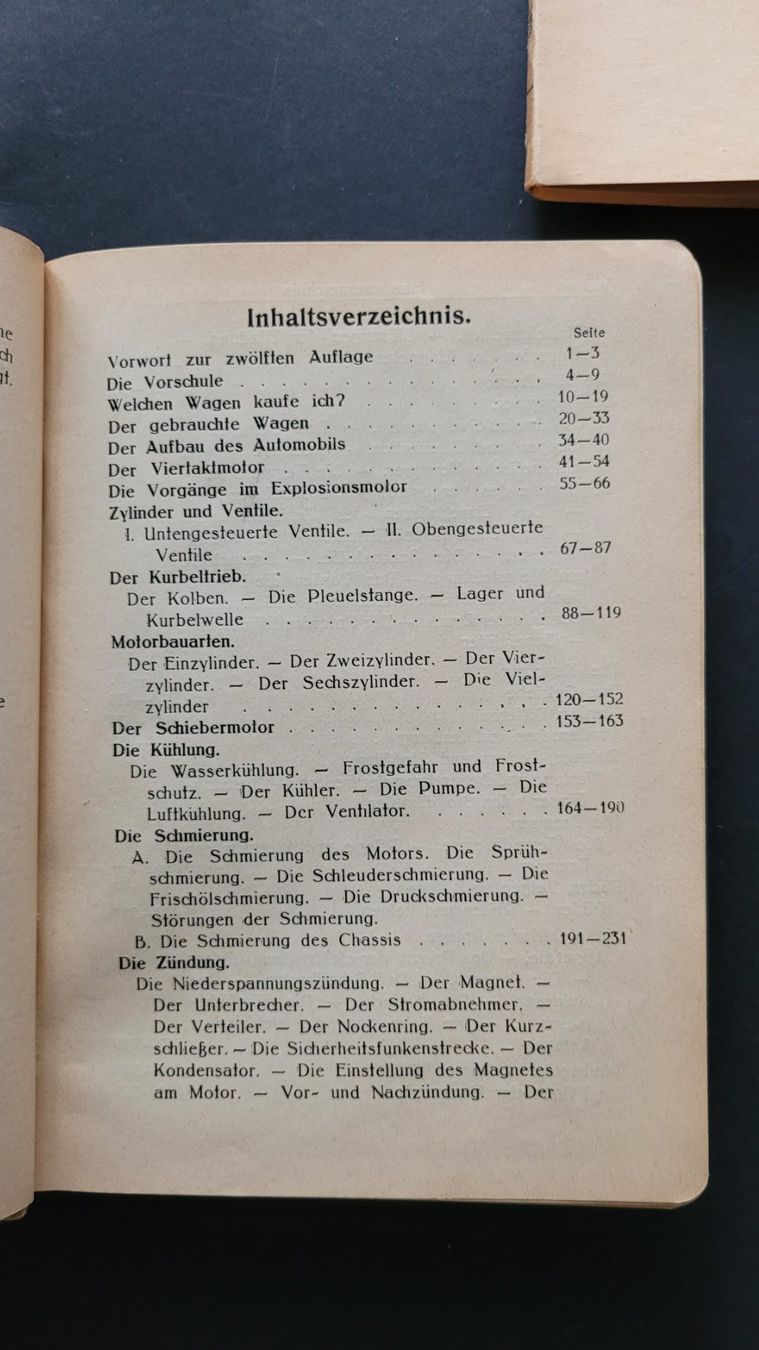 ne
ch
gt.
e
Inhaltsverzeichnis.
Seite
Vorwort zur zwölften Auflage . . . . . . . 1—3
Die Vorschule . . . . . . . . . . . . . . 4—9
Welchen Wagen kaufe ich? . . . . . . . . 10—19
Der gebrauchte Wagen . . . . . . . . . . 20—33
Der Aufbau des Automobils . . . . . . . . 34—40
Der Viertaktmotor . . . . . . . . . . . . 41—54
Die Vorgänge im Explosionsmotor . . . . . . 55—66
Zylinder und Ventile.
I. Untengesteuerte Ventile. — II. Obengesteuerte
Ventile . . . . . . . . . . . . . . . 67—87
Der Kurbeltrieb.
Der Kolben. — Die Pleuelstange. — Lager und
Kurbelwelle . . . . . . . . . . . . . . 88—119
Motorbauarten.
Der Einzylinder. — Der Zweizylinder. — Der Vier-
zylinder. — Der Sechszylinder. — Die Viel-
zylinder . . . . . . . . . . . . . . . 120—152
Der Schiebermotor . . . . . . . . . . . . 153—163
Die Kühlung.
Die Wasserkühlung. — Frostgefahr und Frost-
schutz. — Der Kühler. — Die Pumpe. — Die
Luftkühlung. — Der Ventilator. . . . . . . 164—190
Die Schmierung.
A. Die Schmierung des Motors. Die Sprüh-
schmierung. — Die Schleuderschmierung. — Die
Frischölschmierung. — Die Druckschmierung. —
Störungen der Schmierung.
B. Die Schmierung des Chassis . . . . . . . 191—231
Die Zündung.
Die Niederspannungszündung. — Der Magnet. —
Der Unterbrecher. — Der Stromabnehmer. —
Der Verteiler. — Der Nockenring. — Der Kurz-
schließer. — Die Sicherheitsfunkenstrecke. — Der
Kondensator. — Die Einstellung des Magnetes
am Motor. — Vor- und Nachzündung. — Der